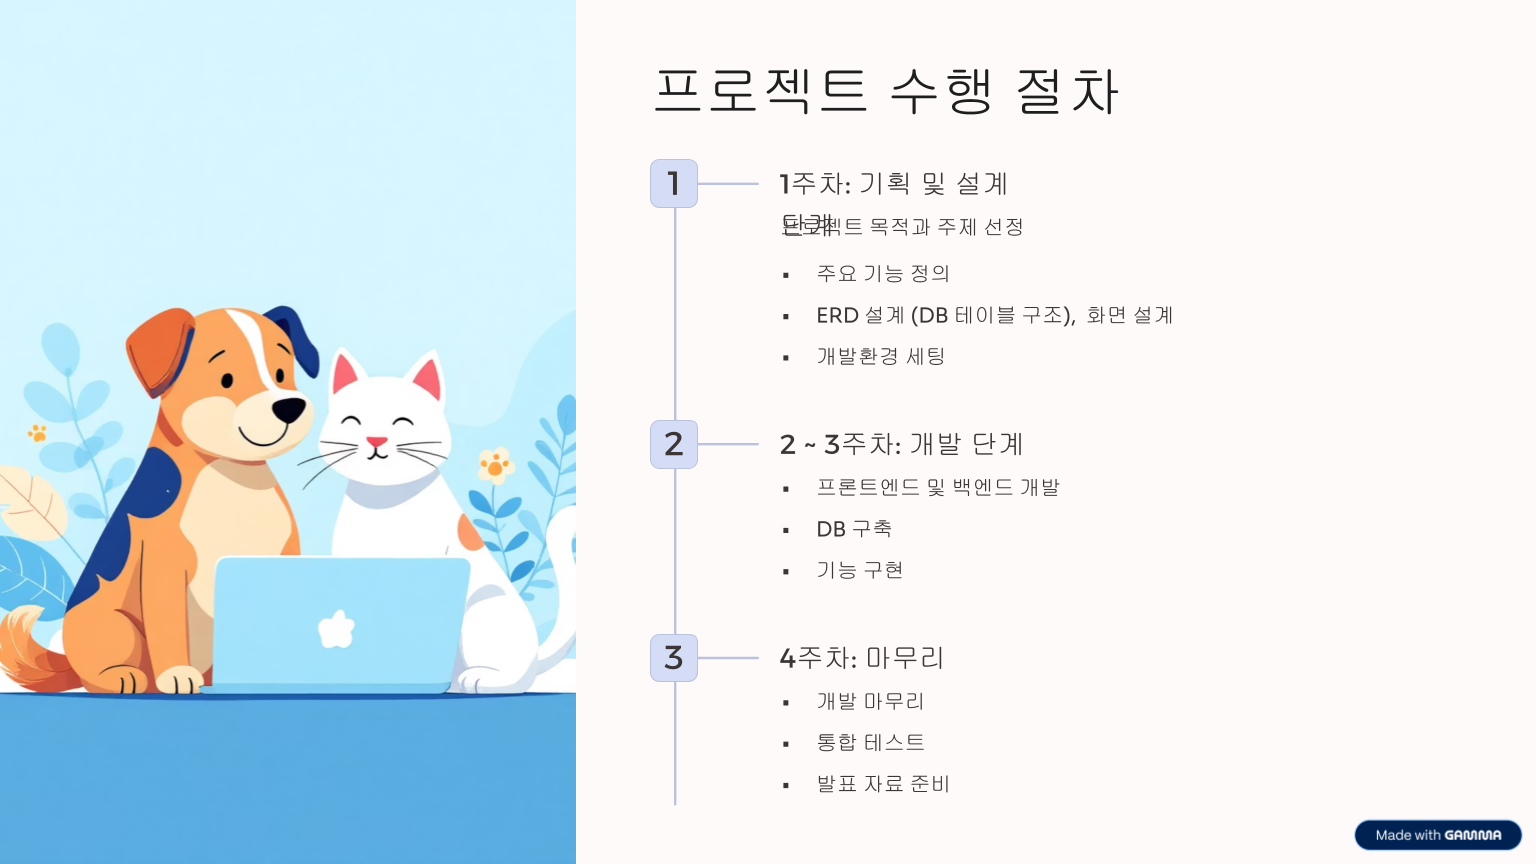 프로젝트 수행 절차
1
1주차: 기획 및 설계
단계
프로젝트 목적과 주제 선정
▪ 주요 기능 정의
▪ ERD 설계 (DB 테이블 구조), 화면 설계
▪ 개발환경 세팅
2
2 ~ 3주차: 개발 단계
▪ 프론트엔드 및 백엔드 개발
▪ DB 구축
▪ 기능 구현
3
4주차: 마무리
▪ 개발 마무리
▪ 통합 테스트
▪ 발표 자료 준비
Made with GAMMA